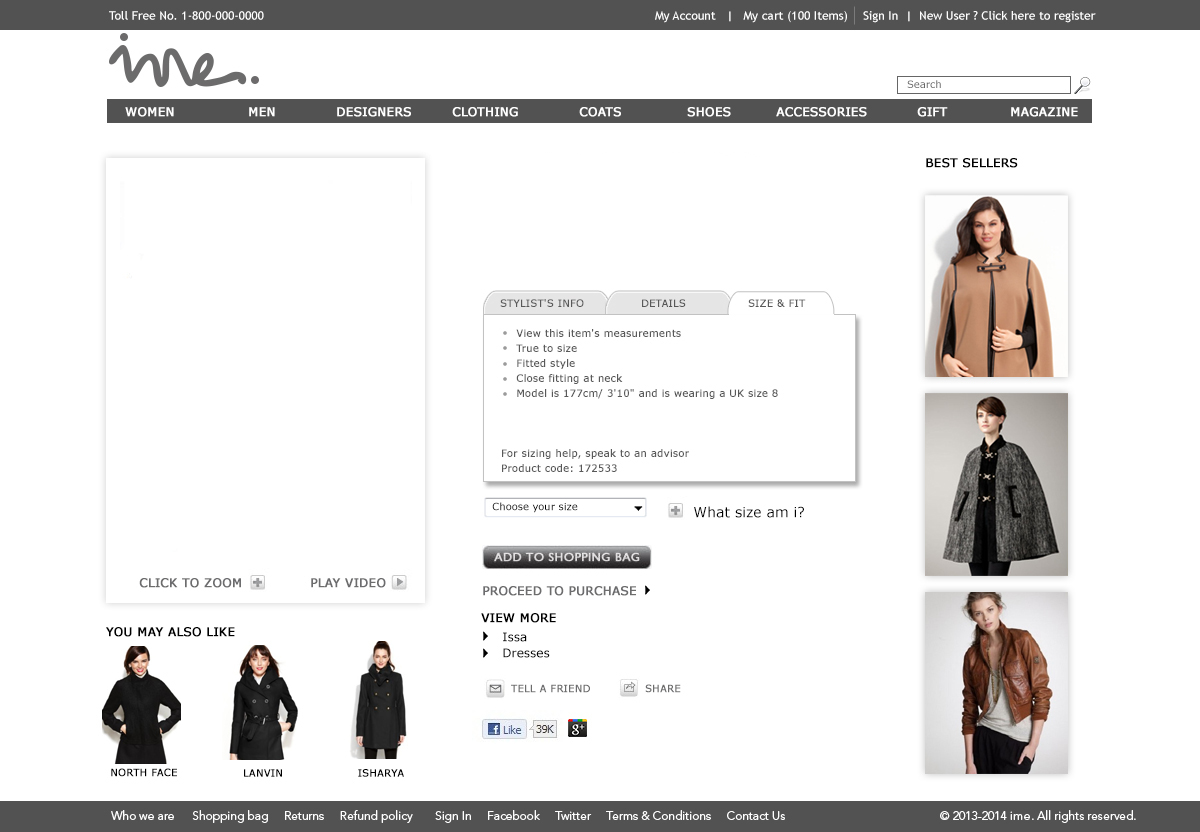 Toll Free No. 1-800-000-0000
My Account | My cart (100 Items) | Sign In | New User ? Click here to register
ime.
Search
WOMEN MEN DESIGNERS CLOTHING COATS SHOES ACCESSORIES GIFT MAGAZINE
BEST SELLERS
STYLIST'S INFO DETAILS SIZE & FIT
View this item's measurements
True to size
Fitted style
Close fitting at neck
Model is 177cm/ 3'10" and is wearing a UK size 8
For sizing help, speak to an advisor
Product code: 172533
Choose your size
What size am i?
ADD TO SHOPPING BAG
CLICK TO ZOOM PLAY VIDEO
PROCEED TO PURCHASE
VIEW MORE
Issa
Dresses
YOU MAY ALSO LIKE
NORTH FACE LANVIN ISHARYA
TELL A FRIEND SHARE
Like 39K g+
Who we are Shopping bag Returns Refund policy Sign In Facebook Twitter Terms & Conditions Contact Us © 2013-2014 ime. All rights reserved.